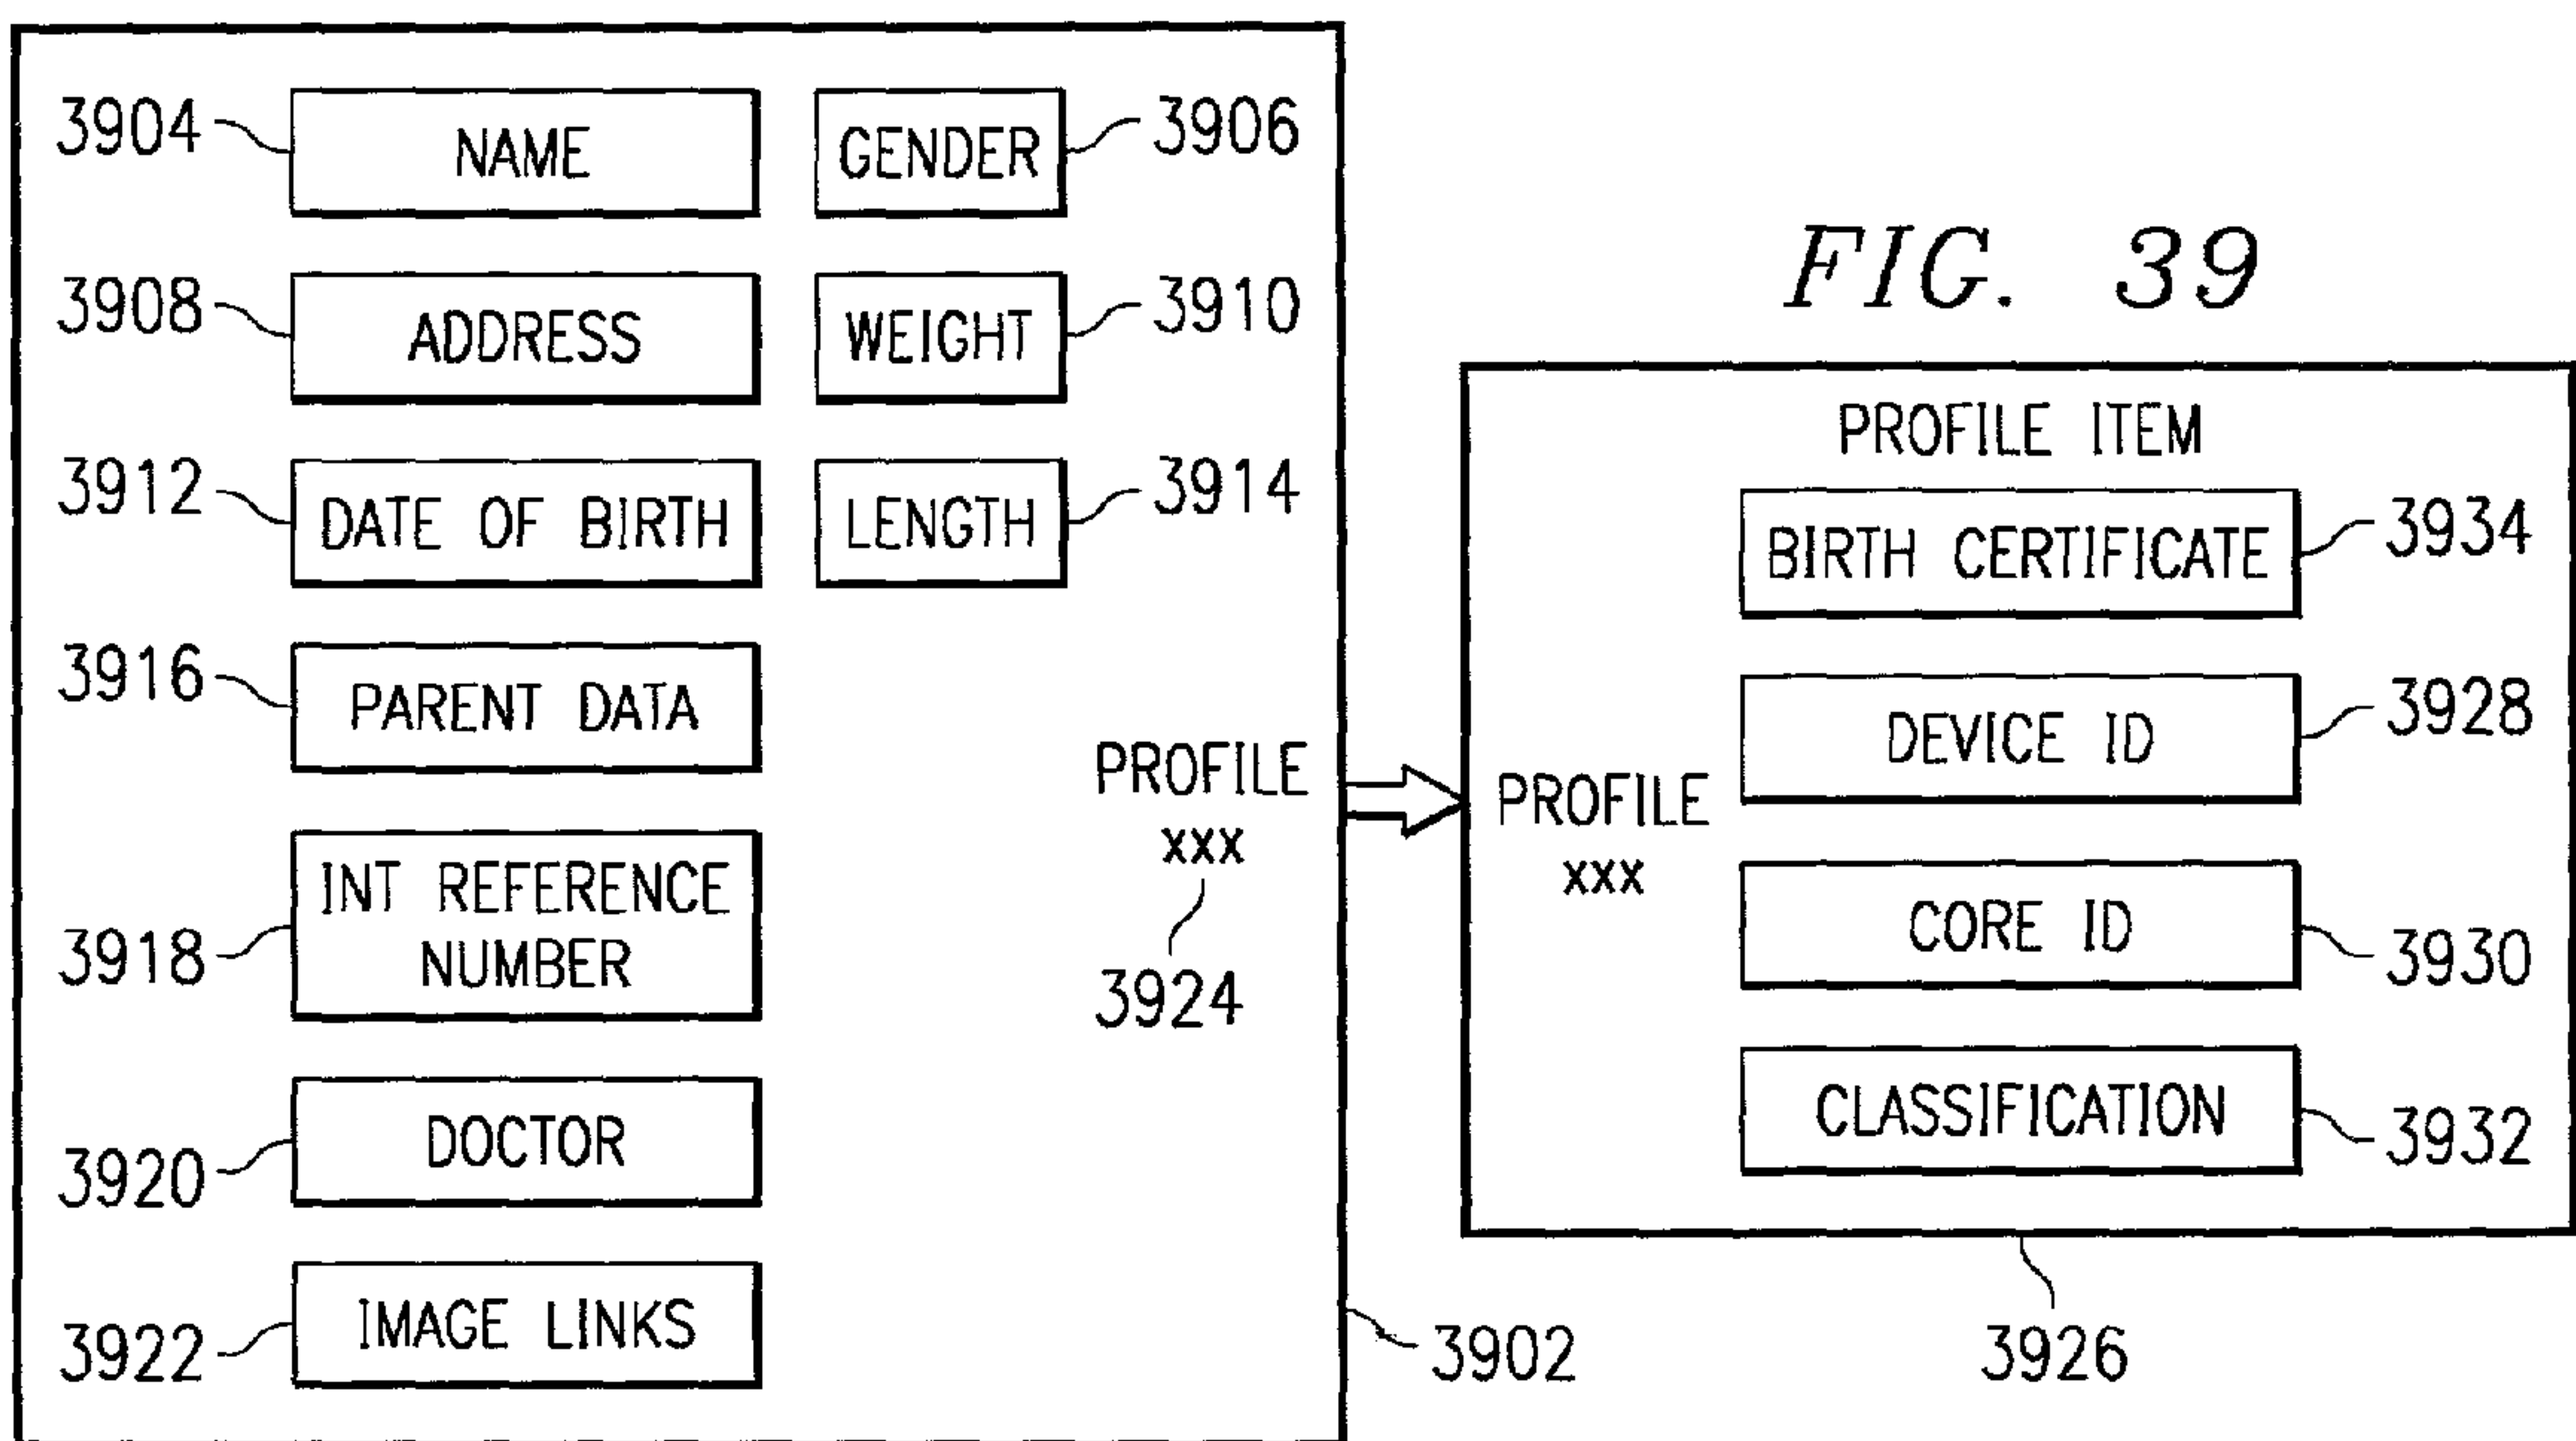 3904 NAME GENDER 3906
3908 ADDRESS WEIGHT 3910
3912 DATE OF BIRTH LENGTH 3914
3916 PARENT DATA
3918 INT REFERENCE
NUMBER
3920 DOCTOR
3922 IMAGE LINKS
PROFILE
xxx
3924
3902
FIG. 39
PROFILE ITEM
BIRTH CERTIFICATE 3934
DEVICE ID 3928
PROFILE
xxx
CORE ID 3930
CLASSIFICATION 3932
3926